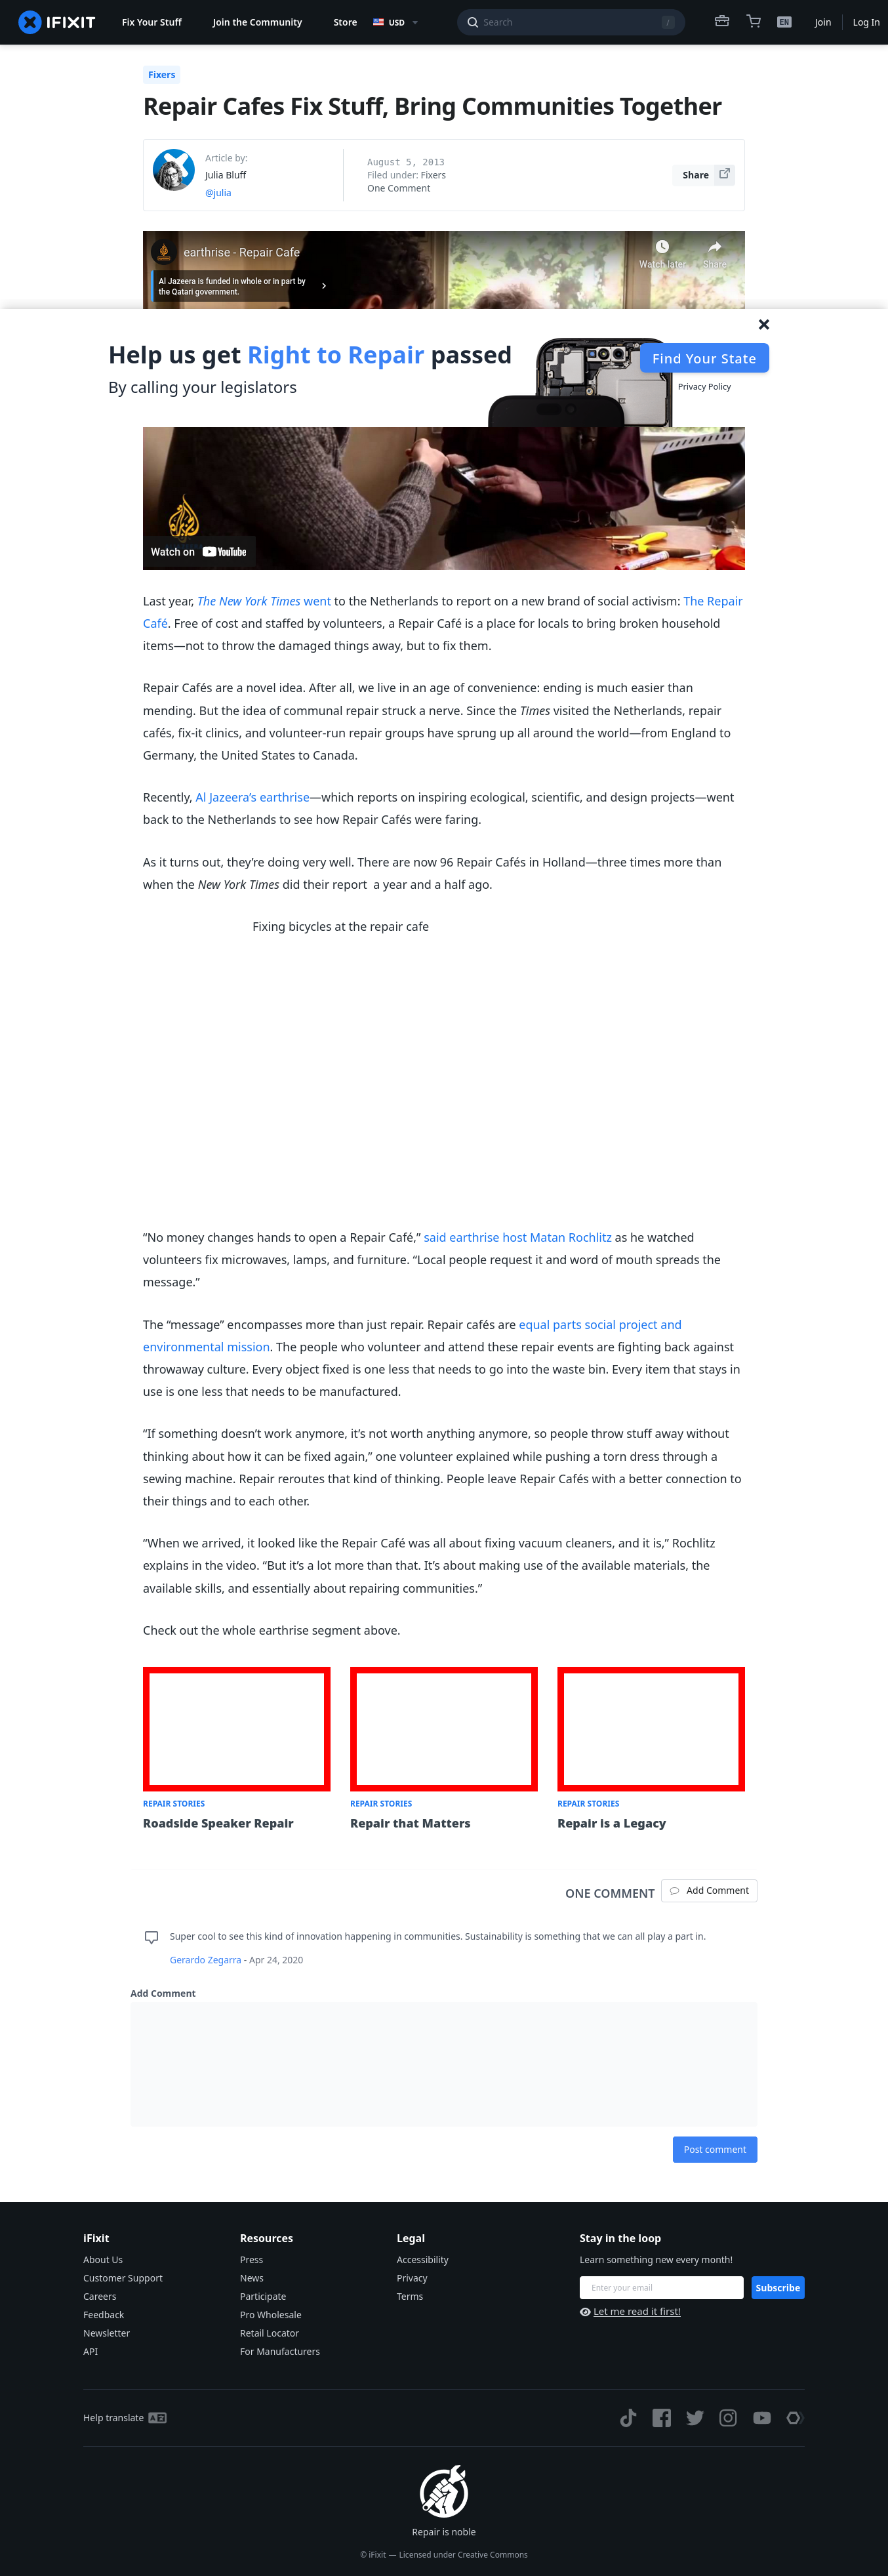 IFIXIT
Fix Your Stuff
Join the Community
Store
USD
Search
/
EN
Join
Log In
Fixers
Repair Cafes Fix Stuff, Bring Communities Together
Article by:
Julia Bluff
@julia
August 5, 2013
Filed under: Fixers
One Comment
Share
earthrise - Repair Cafe
Watch later
Share
Al Jazeera is funded in whole or in part by
the Qatari government.
Help us get Right to Repair passed
By calling your legislators
Find Your State
Privacy Policy
Watch on YouTube
Last year, The New York Times went to the Netherlands to report on a new brand of social activism: The Repair
Café. Free of cost and staffed by volunteers, a Repair Café is a place for locals to bring broken household
items—not to throw the damaged things away, but to fix them.
Repair Cafés are a novel idea. After all, we live in an age of convenience: ending is much easier than
mending. But the idea of communal repair struck a nerve. Since the Times visited the Netherlands, repair
cafés, fix-it clinics, and volunteer-run repair groups have sprung up all around the world—from England to
Germany, the United States to Canada.
Recently, Al Jazeera’s earthrise—which reports on inspiring ecological, scientific, and design projects—went
back to the Netherlands to see how Repair Cafés were faring.
As it turns out, they’re doing very well. There are now 96 Repair Cafés in Holland—three times more than
when the New York Times did their report  a year and a half ago.
Fixing bicycles at the repair cafe
“No money changes hands to open a Repair Café,” said earthrise host Matan Rochlitz as he watched
volunteers fix microwaves, lamps, and furniture. “Local people request it and word of mouth spreads the
message.”
The “message” encompasses more than just repair. Repair cafés are equal parts social project and
environmental mission. The people who volunteer and attend these repair events are fighting back against
throwaway culture. Every object fixed is one less that needs to go into the waste bin. Every item that stays in
use is one less that needs to be manufactured.
“If something doesn’t work anymore, it’s not worth anything anymore, so people throw stuff away without
thinking about how it can be fixed again,” one volunteer explained while pushing a torn dress through a
sewing machine. Repair reroutes that kind of thinking. People leave Repair Cafés with a better connection to
their things and to each other.
“When we arrived, it looked like the Repair Café was all about fixing vacuum cleaners, and it is,” Rochlitz
explains in the video. “But it’s a lot more than that. It’s about making use of the available materials, the
available skills, and essentially about repairing communities.”
Check out the whole earthrise segment above.
REPAIR STORIES
Roadside Speaker Repair
REPAIR STORIES
Repair that Matters
REPAIR STORIES
Repair is a Legacy
ONE COMMENT
Add Comment
Super cool to see this kind of innovation happening in communities. Sustainability is something that we can all play a part in.
Gerardo Zegarra - Apr 24, 2020
Add Comment
Post comment
iFixit
About Us
Customer Support
Careers
Feedback
Newsletter
API
Resources
Press
News
Participate
Pro Wholesale
Retail Locator
For Manufacturers
Legal
Accessibility
Privacy
Terms
Stay in the loop
Learn something new every month!
Enter your email
Subscribe
Let me read it first!
Help translate
Repair is noble
© iFixit — Licensed under Creative Commons